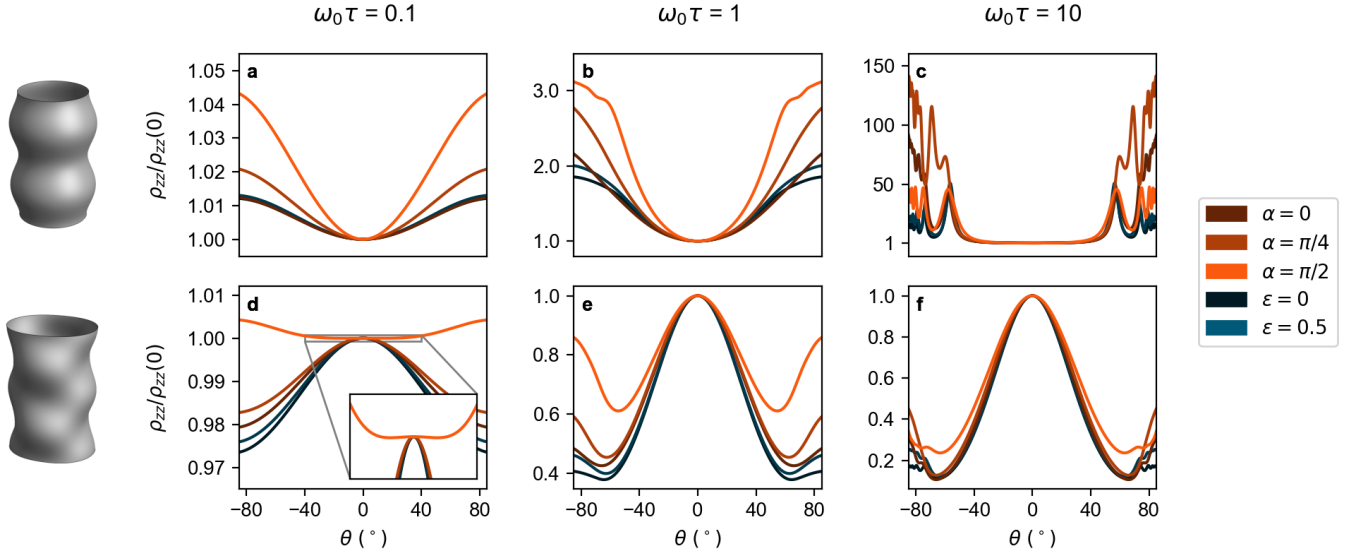 ω₀τ = 0.1
ω₀τ = 1
ω₀τ = 10
a
1.05
1.04
1.03
1.02
1.01
1.00
ρzz/ρzz(0)
b
3.0
2.0
1.0
c
150
100
50
1
d
1.01
1.00
0.99
0.98
0.97
ρzz/ρzz(0)
−80 −40 0 40 80
θ (°)
e
1.0
0.8
0.6
0.4
−80 −40 0 40 80
θ (°)
f
1.0
0.8
0.6
0.4
0.2
−80 −40 0 40 80
θ (°)
α = 0
α = π/4
α = π/2
ε = 0
ε = 0.5